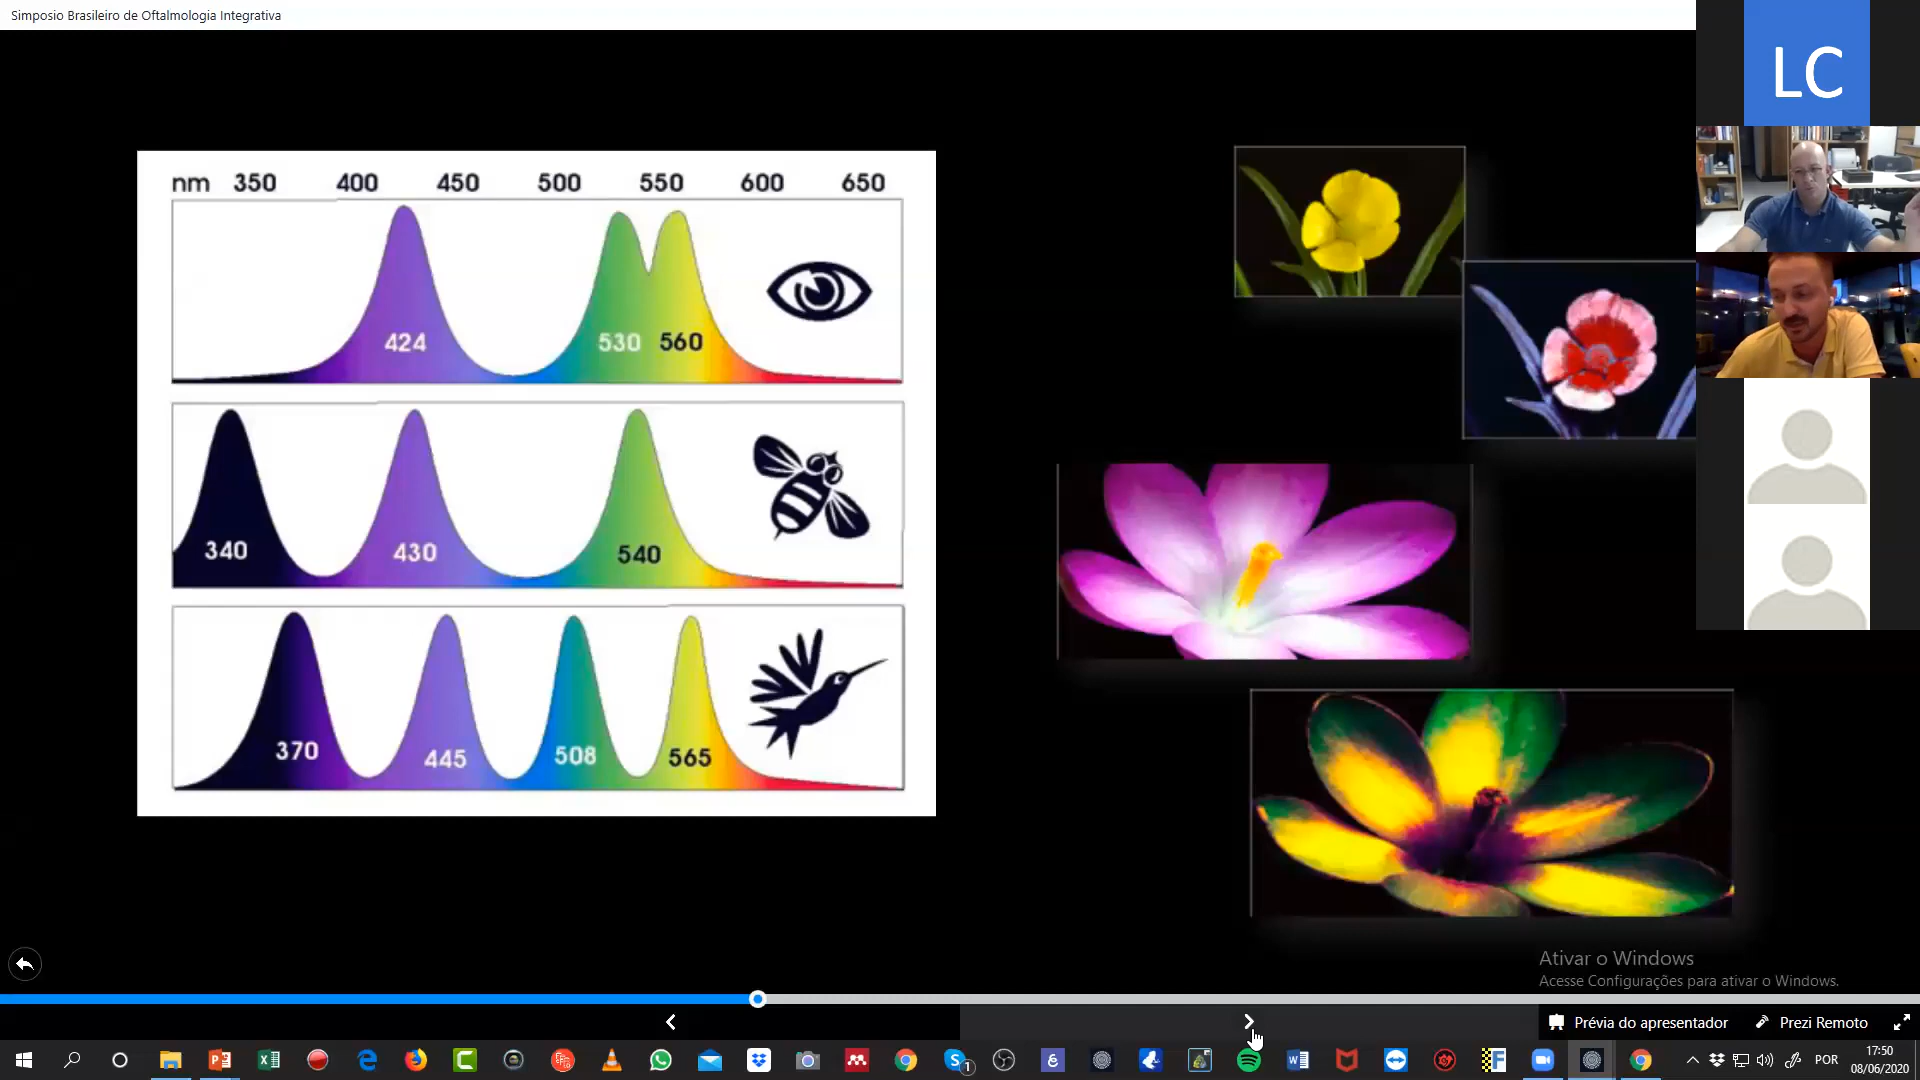 Simposio Brasileiro de Oftalmologia Integrativa
LC
nm 350 400 450 500 550 600 650
424 530 560
340 430 540
370 445 508 565
Ativar o Windows
Acesse Configurações para ativar o Windows.
Prévia do apresentador Prezi Remoto
POR
17:50
08/06/2020